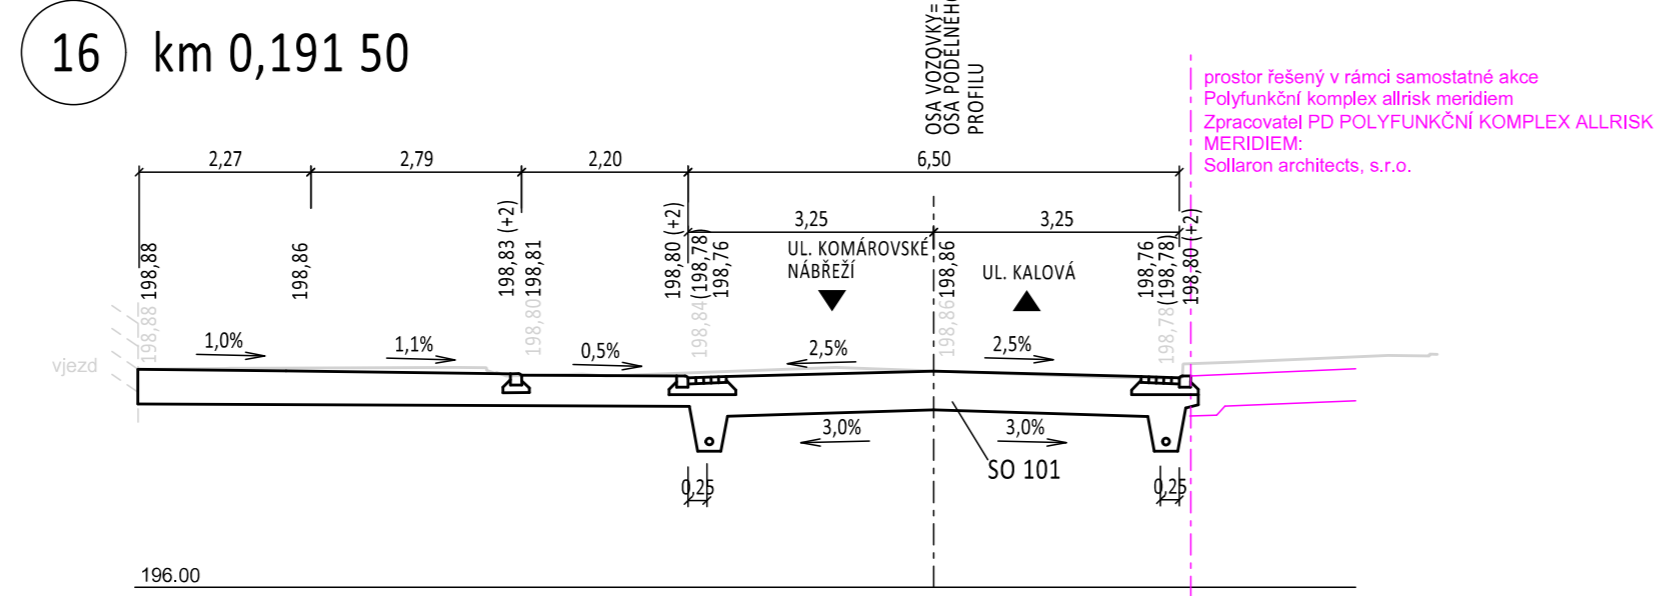 16 km 0,191 50
OSA VOZOVKY=
OSA PODÉLNÉHO
PROFILU
prostor řešený v rámci samostatné akce
Polyfunkční komplex allrisk meridiem
Zpracovatel PD POLYFUNKČNÍ KOMPLEX ALLRISK
MERIDIEM:
Sollaron architects, s.r.o.
2,27 2,79 2,20 6,50
3,25 3,25
198,88
198,88
198,86
198,83 (+2)
198,81
198,80
198,80 (+2)
(198,78)
198,76
198,84
UL. KOMÁROVSKÉ
NÁBŘEŽÍ
198,86
198,86
UL. KALOVÁ
198,76
(198,78)
198,78
198,80 (+2)
vjezd
1,0% 1,1% 0,5% 2,5% 2,5%
3,0% 3,0%
SO 101
0,25 0,25
196.00